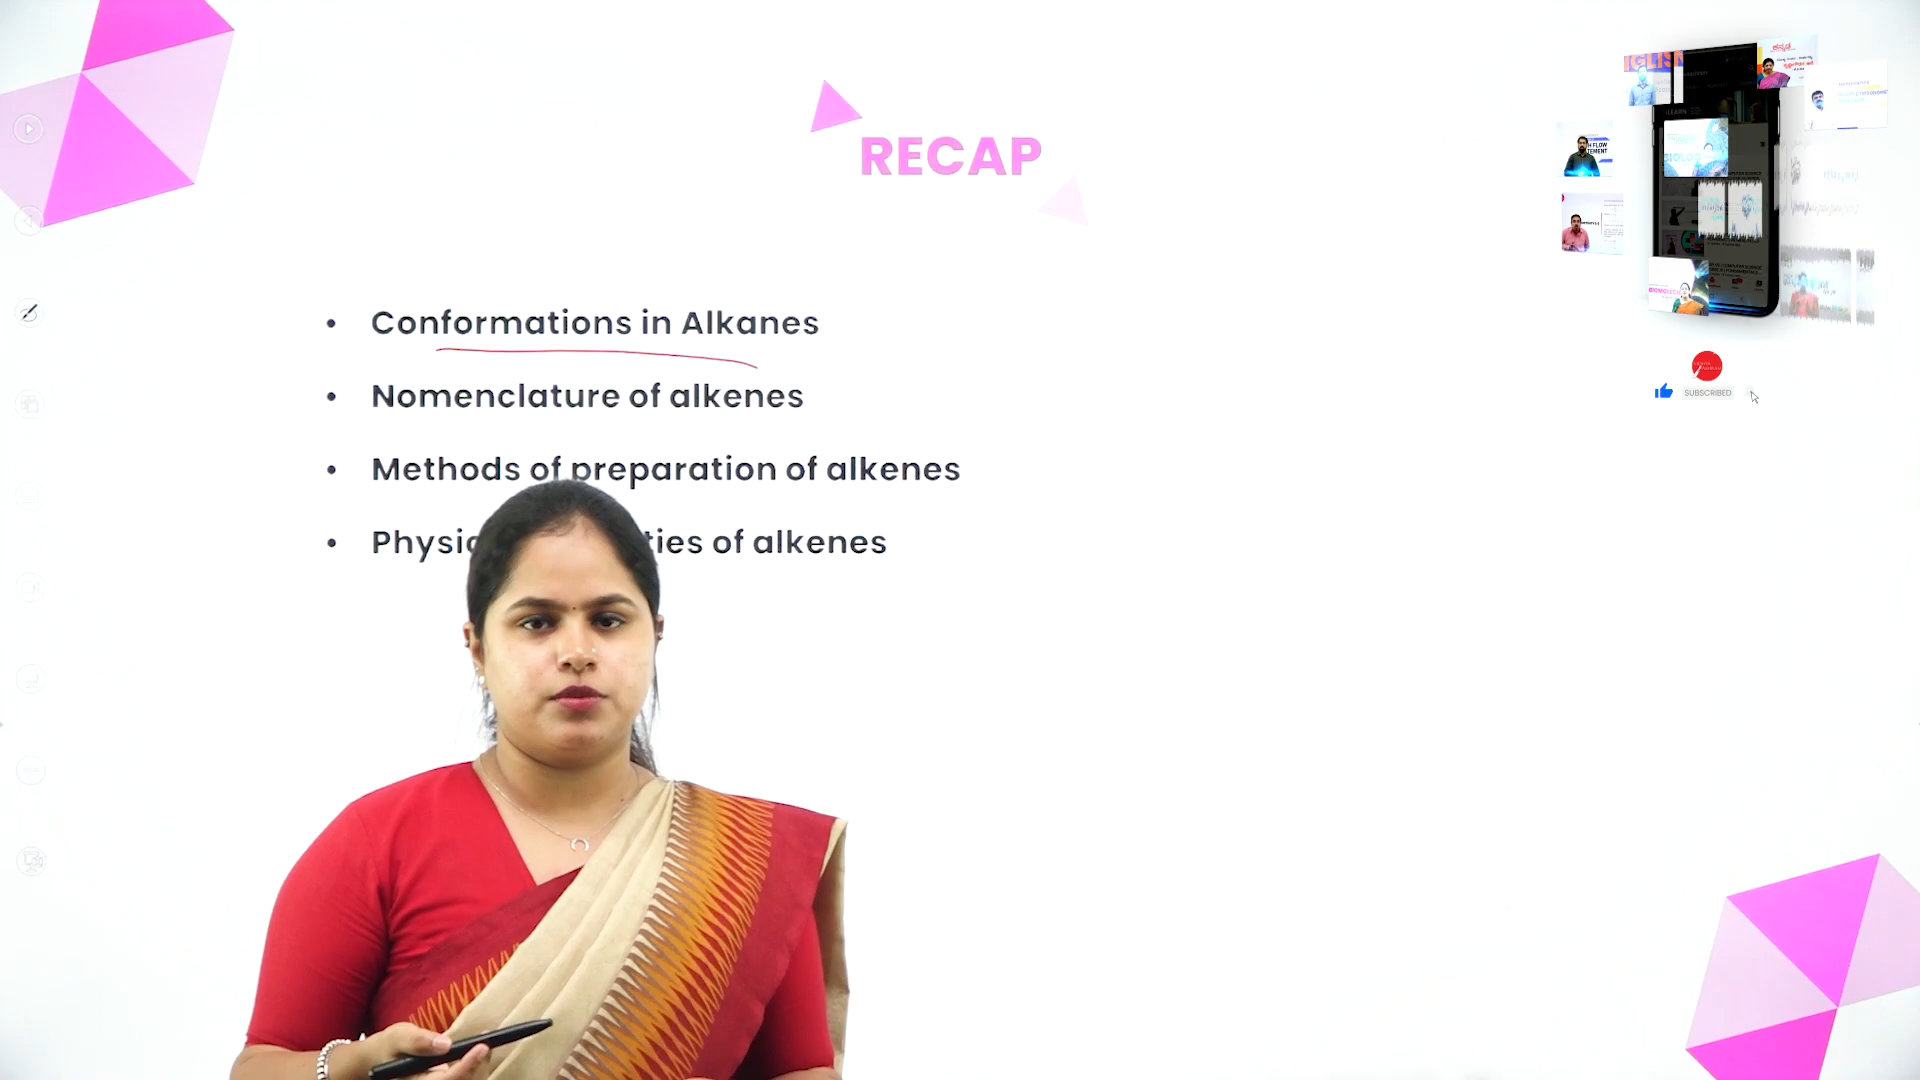 RECAP
• Conformations in Alkanes
• Nomenclature of alkenes
• Methods of preparation of alkenes
• ties of alkenes
SUBSCRIBED